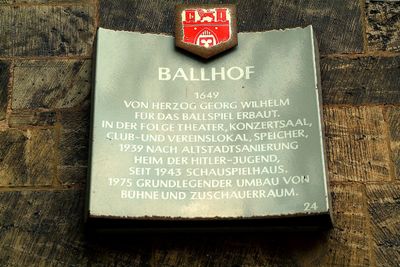 BALLHOF
1649
VON HERZOG GEORG WILHELM
FÜR DAS BALLSPIEL ERBAUT.
IN DER FOLGE THEATER, KONZERTSAAL,
CLUB-UND VEREINSLOKAL, SPEICHER,
1939 NACH ALTSTADTSANIERUNG
HEIM DER HITLER-JUGEND,
SEIT 1943 SCHAUSPIELHAUS.
1975 GRUNDLEGENDER UMBAU VON
BÜHNE UND ZUSCHAUERRAUM.
24